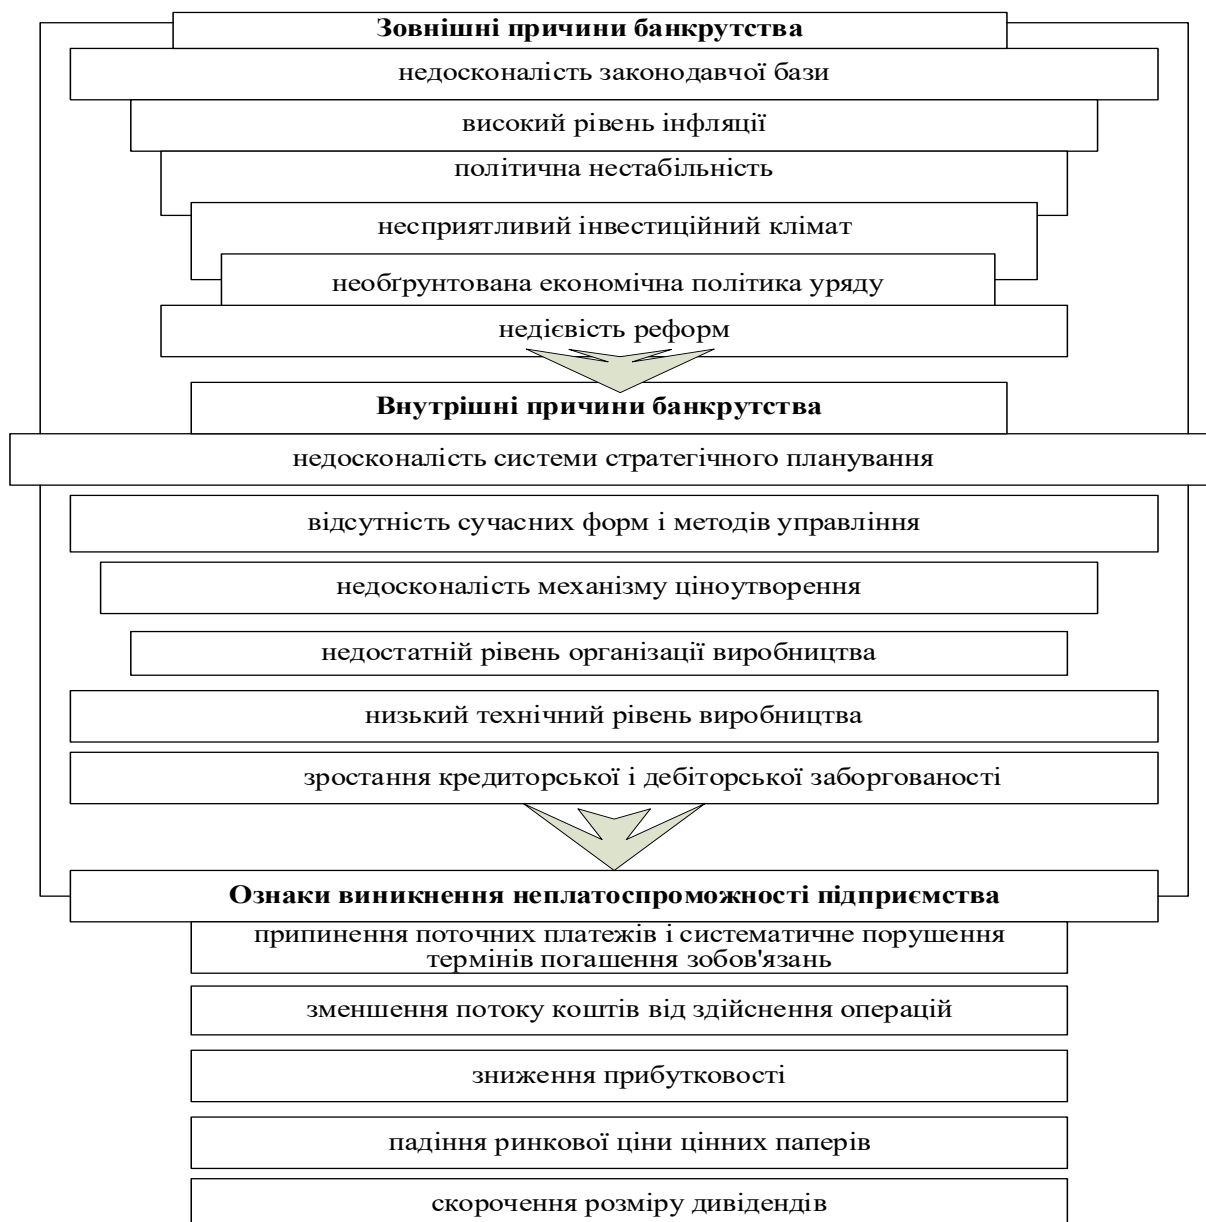 Зовнішні причини банкрутства
недосконалість законодавчої бази
високий рівень інфляції
політична нестабільність
несприятливий інвестиційний клімат
необґрунтована економічна політика уряду
недієвість реформ
Внутрішні причини банкрутства
недосконалість системи стратегічного планування
відсутність сучасних форм і методів управління
недосконалість механізму ціноутворення
недостатній рівень організації виробництва
низький технічний рівень виробництва
зростання кредиторської і дебіторської заборгованості
Ознаки виникнення неплатоспроможності підприємства
припинення поточних платежів і систематичне порушення
термінів погашення зобов'язань
зменшення потоку коштів від здійснення операцій
зниження прибутковості
падіння ринкової ціни цінних паперів
скорочення розміру дивідендів